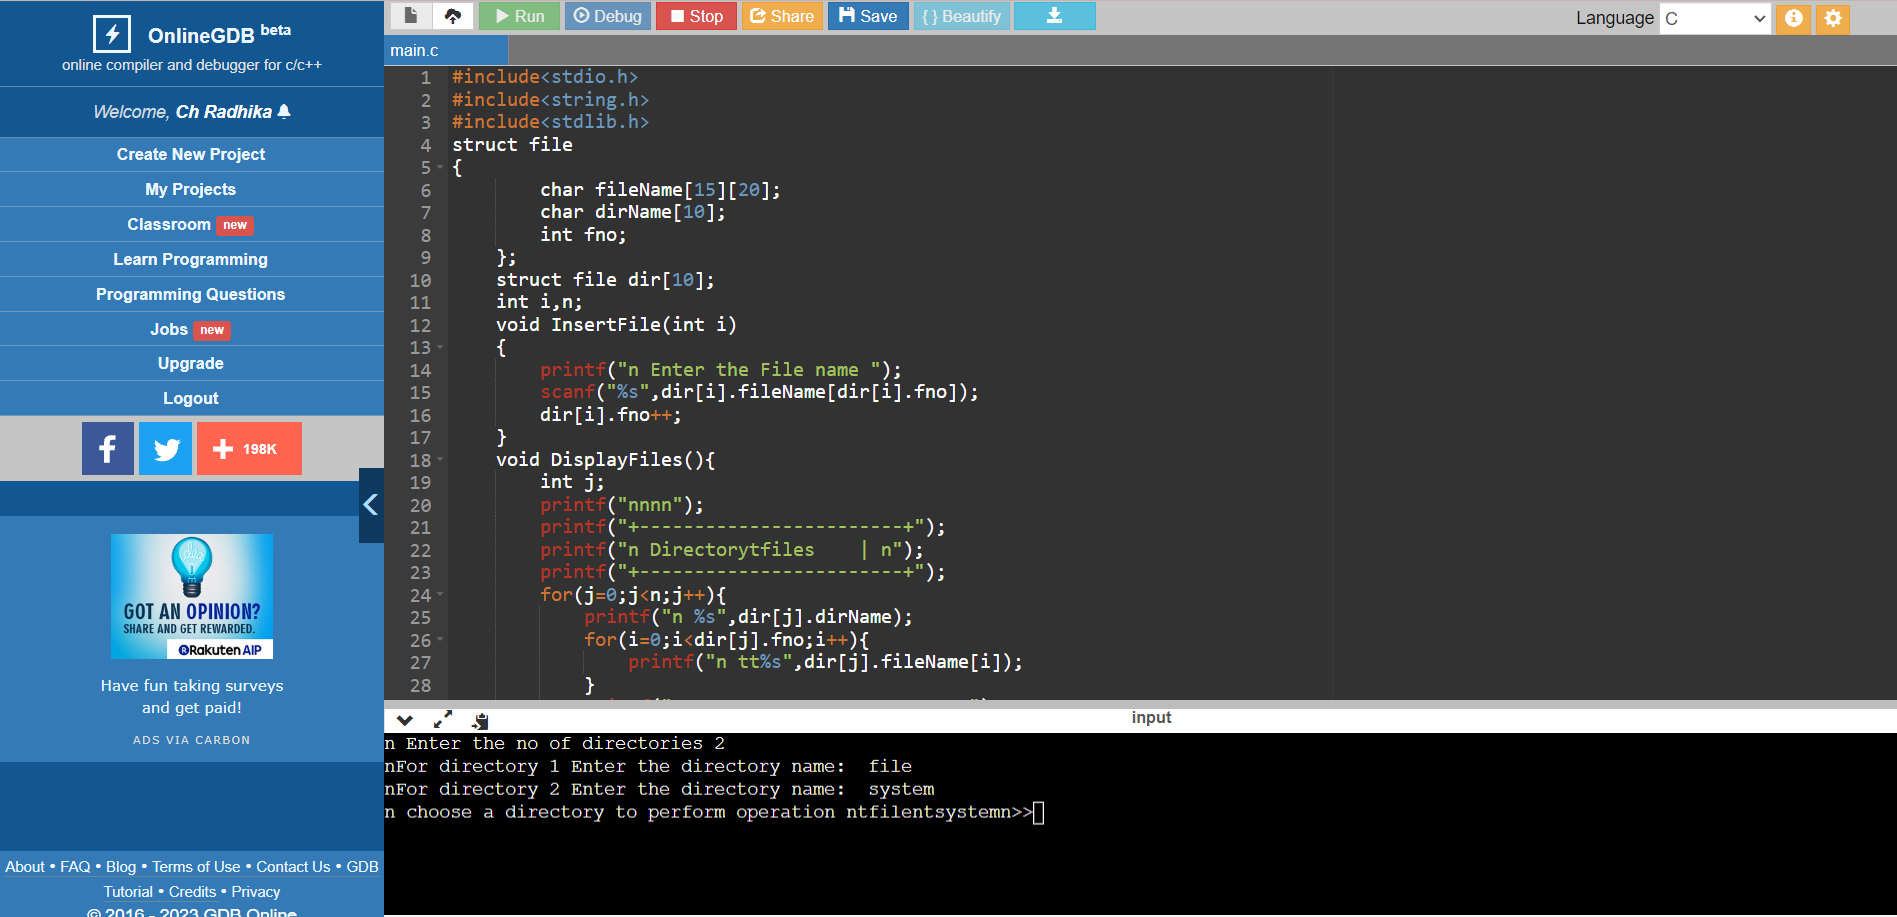 OnlineGDB beta
online compiler and debugger for c/c++
Welcome, Ch Radhika
Create New Project
My Projects
Classroom new
Learn Programming
Programming Questions
Jobs new
Upgrade
Logout
198K
GOT AN OPINION?
SHARE AND GET REWARDED.
Rakuten AIP
Have fun taking surveys
and get paid!
ADS VIA CARBON
About • FAQ • Blog • Terms of Use • Contact Us • GDB
Tutorial • Credits • Privacy
© 2016 - 2023 GDB Online
Run Debug Stop Share Save { } Beautify
Language C
main.c
1 #include<stdio.h>
2 #include<string.h>
3 #include<stdlib.h>
4 struct file
5 {
6 char fileName[15][20];
7 char dirName[10];
8 int fno;
9 };
10 struct file dir[10];
11 int i,n;
12 void InsertFile(int i)
13 {
14 printf("n Enter the File name ");
15 scanf("%s",dir[i].fileName[dir[i].fno]);
16 dir[i].fno++;
17 }
18 void DisplayFiles(){
19 int j;
20 printf("nnnn");
21 printf("+------------------------+");
22 printf("n Directorytfiles    | n");
23 printf("+------------------------+");
24 for(j=0;j<n;j++){
25 printf("n %s",dir[j].dirName);
26 for(i=0;i<dir[j].fno;i++){
27 printf("n tt%s",dir[j].fileName[i]);
28 }
input
n Enter the no of directories 2
nFor directory 1 Enter the directory name:  file
nFor directory 2 Enter the directory name:  system
n choose a directory to perform operation ntfilentsystemn>>